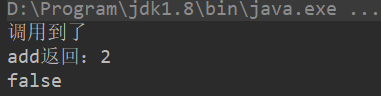 D:\Program\jdk1.8\bin\java.exe ...
调用到了
add返回：2
false